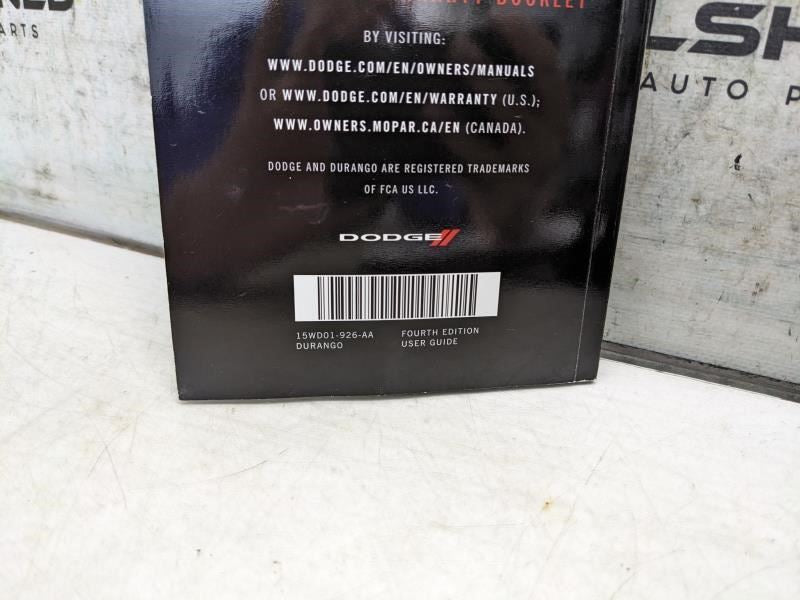 BOOKLET
BY VISITING:
WWW.DODGE.COM/EN/OWNERS/MANUALS
OR WWW.DODGE.COM/EN/WARRANTY (U.S.);
WWW.OWNERS.MOPAR.CA/EN (CANADA).
DODGE AND DURANGO ARE REGISTERED TRADEMARKS
OF FCA US LLC.
DODGE
15WD01-926-AA
DURANGO
FOURTH EDITION
USER GUIDE
PARTS
AUTO P